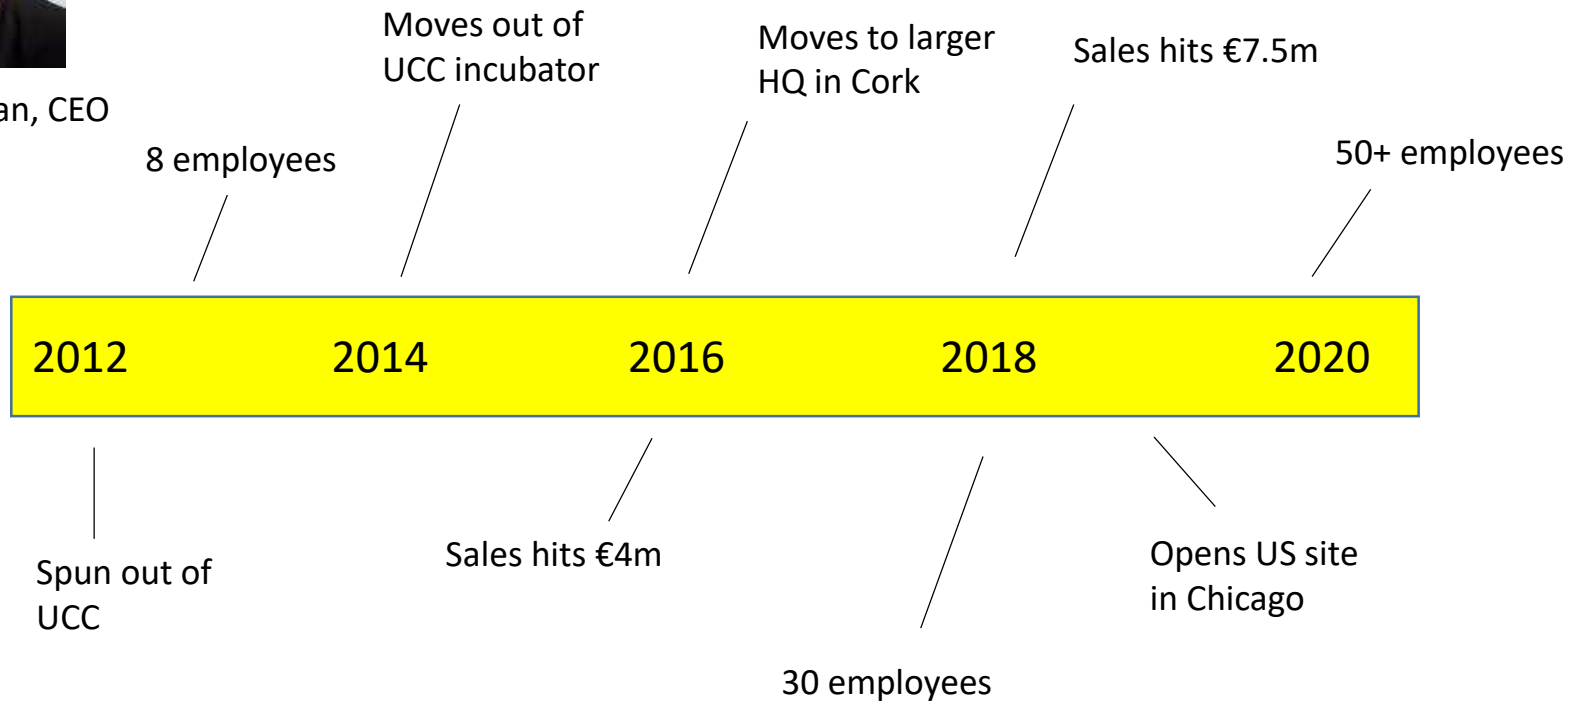 Moves out of
UCC incubator
Moves to larger
HQ in Cork
Sales hits €7.5m
CEO
8 employees
50+ employees
2012
2014
2016
2018
2020
Spun out of
UCC
Sales hits €4m
Opens US site
in Chicago
30 employees